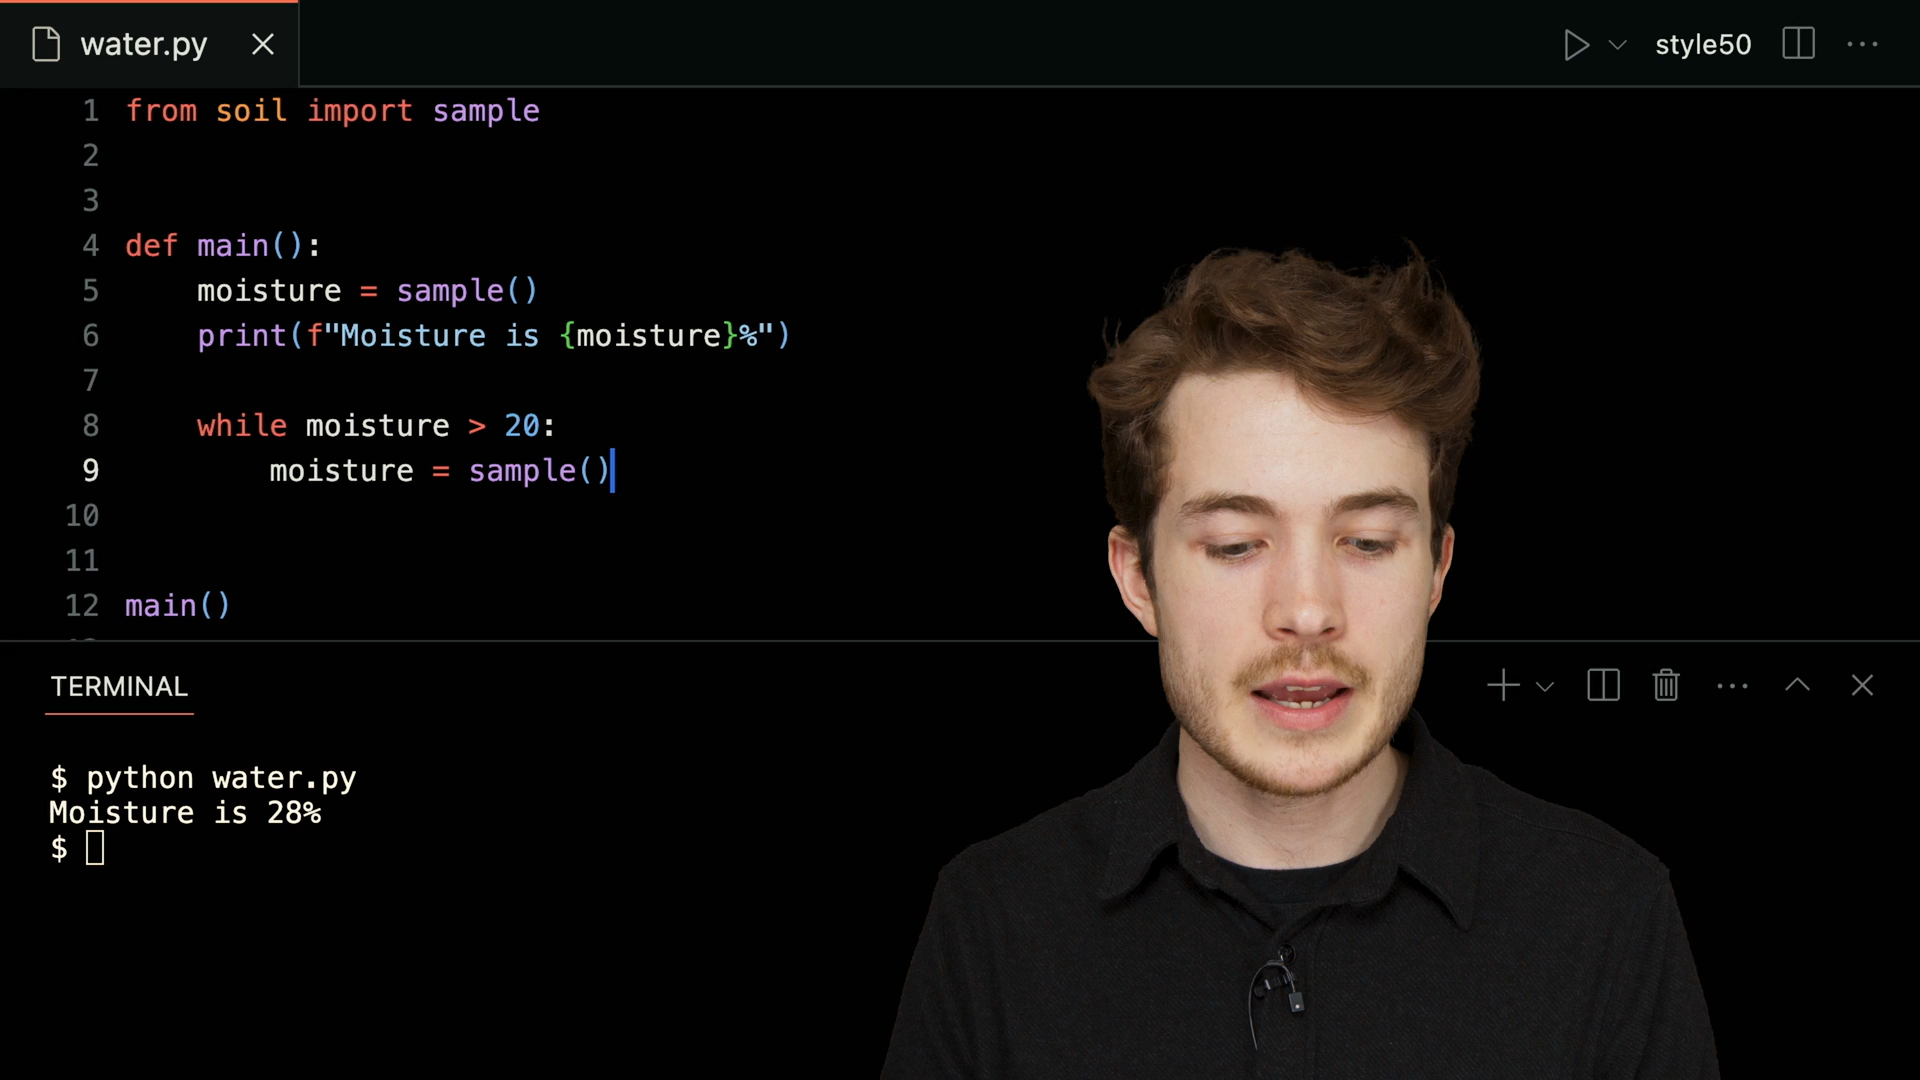 water.py
style50
1 from soil import sample
2
3
4 def main():
5     moisture = sample()
6     print(f"Moisture is {moisture}%")
7
8     while moisture > 20:
9         moisture = sample()
10
11
12 main()
TERMINAL
$ python water.py
Moisture is 28%
$